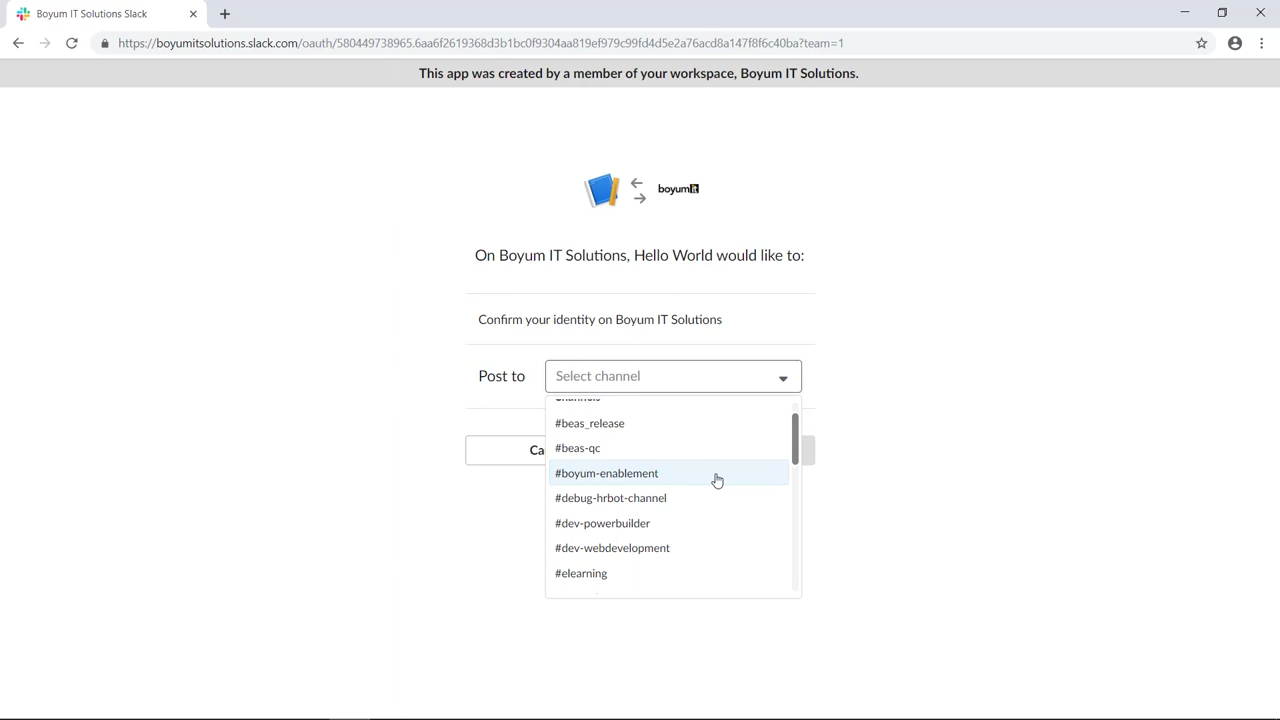 Boyum IT Solutions Slack
https://boyumitsolutions.slack.com/oauth/580449738965.6aa6f2619368d3b1bc0f9304aa819ef979c99fd4d5e2a76acd8a147f8f6c40ba?team=1
This app was created by a member of your workspace, Boyum IT Solutions.
boyumit
On Boyum IT Solutions, Hello World would like to:
Confirm your identity on Boyum IT Solutions
Post to
Select channel
Channels
#beas_release
#beas-qc
Ca
#boyum-enablement
#debug-hrbot-channel
#dev-powerbuilder
#dev-webdevelopment
#elearning